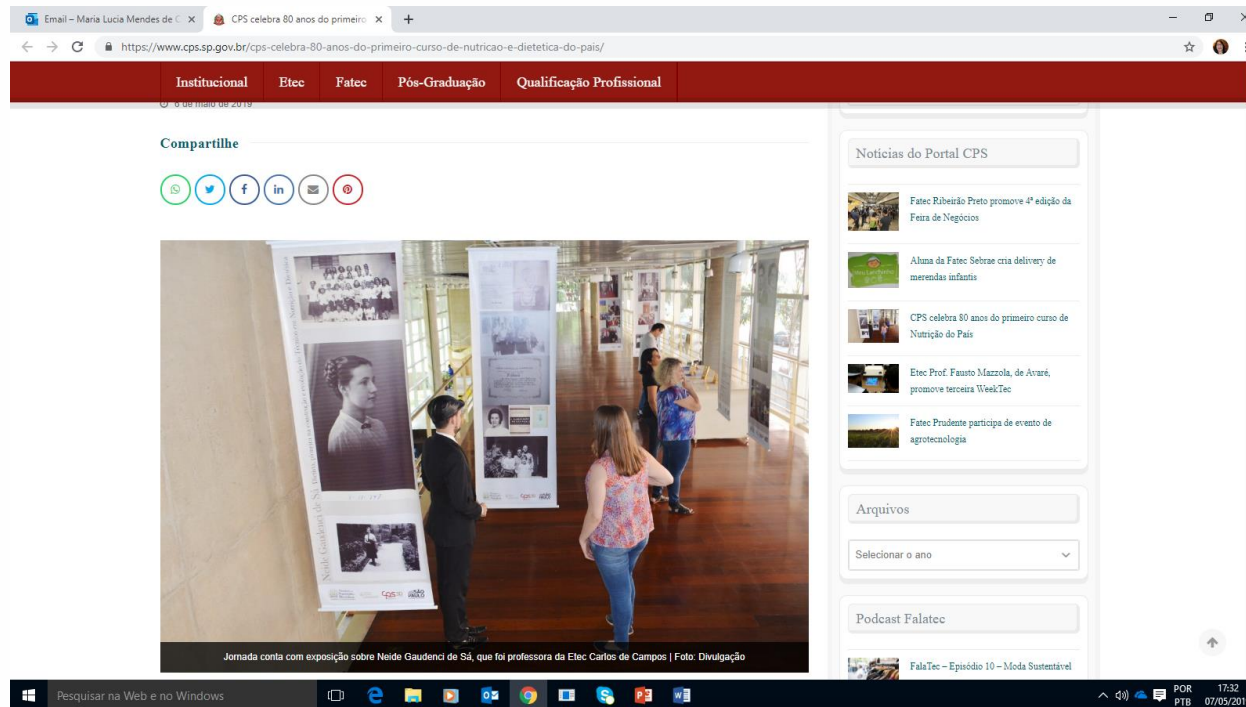 Email – Maria Lucia Mendes de C
CPS celebra 80 anos do primeiro
https://www.cps.sp.gov.br/cps-celebra-80-anos-do-primeiro-curso-de-nutricao-e-dietetica-do-pais/
Institucional Etec Fatec Pós-Graduação Qualificação Profissional
6 de maio de 2019
Compartilhe
Neide Gaudenci de Sá
Jornada conta com exposição sobre Neide Gaudenci de Sá, que foi professora da Etec Carlos de Campos | Foto: Divulgação
Noticias do Portal CPS
Fatec Ribeirão Preto promove 4ª edição da
Feira de Negócios
Aluna da Fatec Sebrae cria delivery de
merendas infantis
CPS celebra 80 anos do primeiro curso de
Nutrição do País
Etec Prof. Fausto Mazzola, de Avaré,
promove terceira WeekTec
Fatec Prudente participa de evento de
agrotecnologia
Arquivos
Selecionar o ano
Podcast Falatec
FalaTec – Episódio 10 – Moda Sustentável
Pesquisar na Web e no Windows
POR
PTB
17:32
07/05/201